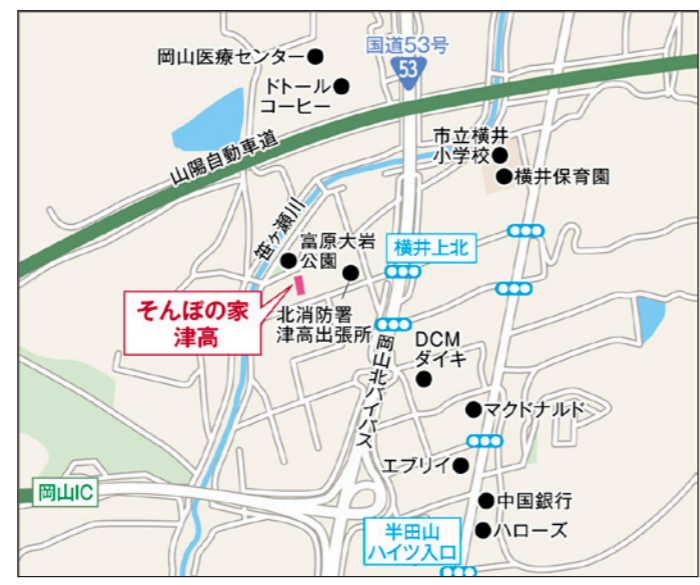 岡山医療センター
国道53号
53
ドトール
コーヒー
山陽自動車道
市立横井
小学校
横井保育園
笹ヶ瀬川
富原大岩
公園
横井上北
そんぽの家
津高
北消防署
津高出張所
岡山北バイパス
DCM
ダイキ
マクドナルド
エブリイ
岡山IC
中国銀行
半田山
ハイツ入口
ハローズ